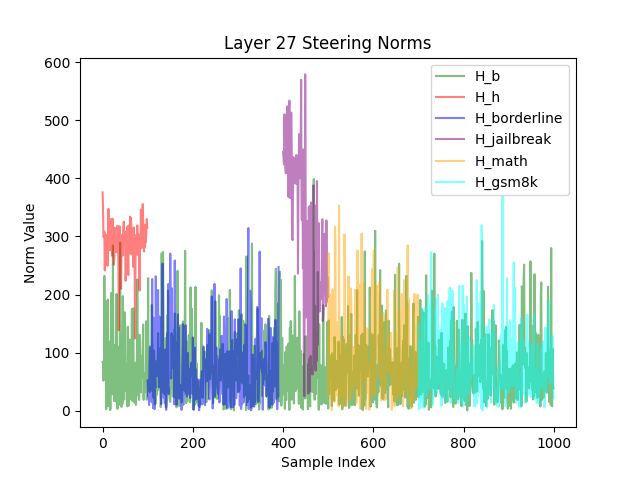 Layer 27 Steering Norms
Norm Value
600
500
400
300
200
100
0
0
200
400
600
800
1000
Sample Index
H_b
H_h
H_borderline
H_jailbreak
H_math
H_gsm8k